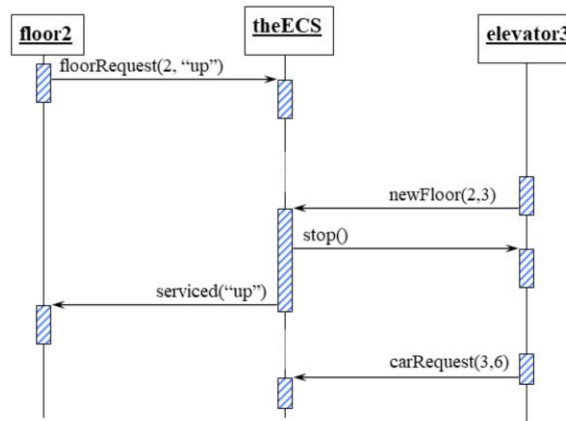 floor2
theECS
elevator3
floorRequest(2, “up”)
newFloor(2,3)
stop()
serviced(“up”)
carRequest(3,6)